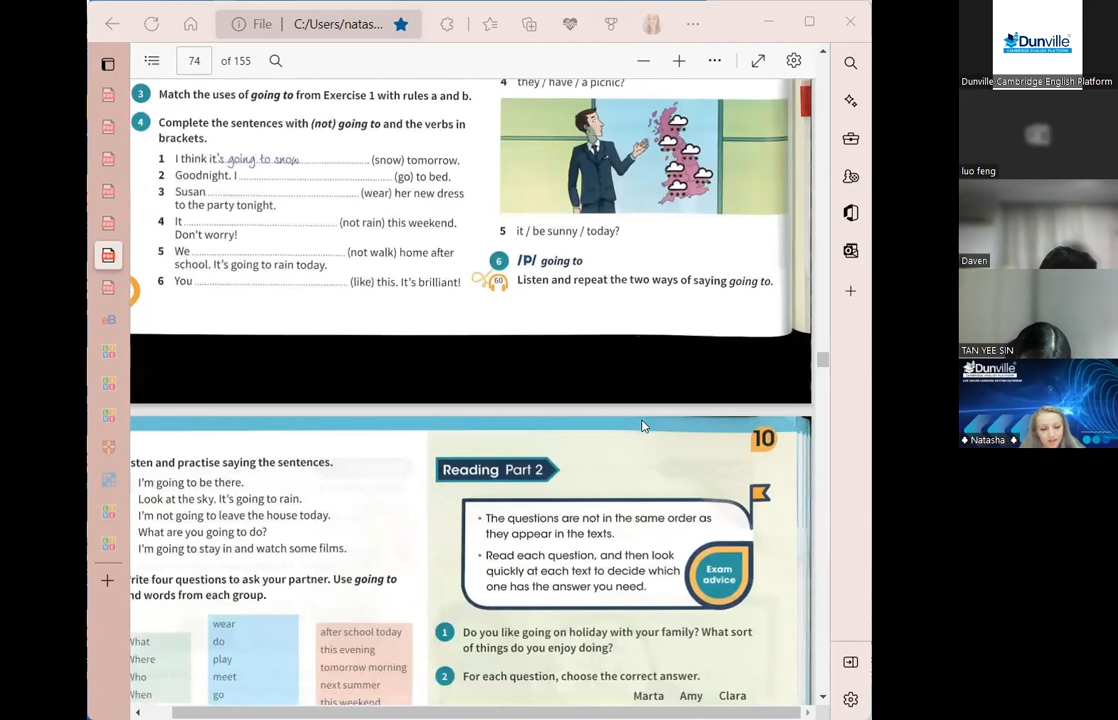 File
C:/Users/natas...
74
of 155
3 Match the uses of going to from Exercise 1 with rules a and b.
4 Complete the sentences with (not) going to and the verbs in
brackets.
1 I think it's going to snow (snow) tomorrow.
2 Goodnight. I (go) to bed.
3 Susan (wear) her new dress
to the party tonight.
4 It (not rain) this weekend.
Don't worry!
5 We (not walk) home after
school. It's going to rain today.
6 You (like) this. It's brilliant!
4 they / have / a picnic?
5 it / be sunny / today?
6 /P/ going to
60 Listen and repeat the two ways of saying going to.
sten and practise saying the sentences.
I'm going to be there.
Look at the sky. It's going to rain.
I'm not going to leave the house today.
What are you going to do?
I'm going to stay in and watch some films.
rite four questions to ask your partner. Use going to
nd words from each group.
What
Where
Who
When
wear
do
play
meet
go
after school today
this evening
tomorrow morning
next summer
this weekend
10
Reading Part 2
• The questions are not in the same order as
they appear in the texts.
• Read each question, and then look
quickly at each text to decide which
one has the answer you need.
Exam
advice
1 Do you like going on holiday with your family? What sort
of things do you enjoy doing?
2 For each question, choose the correct answer.
Marta Amy Clara
Dunville
CAMBRIDGE ENGLISH PLATFORM
Dunville Cambridge English Platform
luo feng
Daven
TAN YEE SIN
Dunville
Natasha